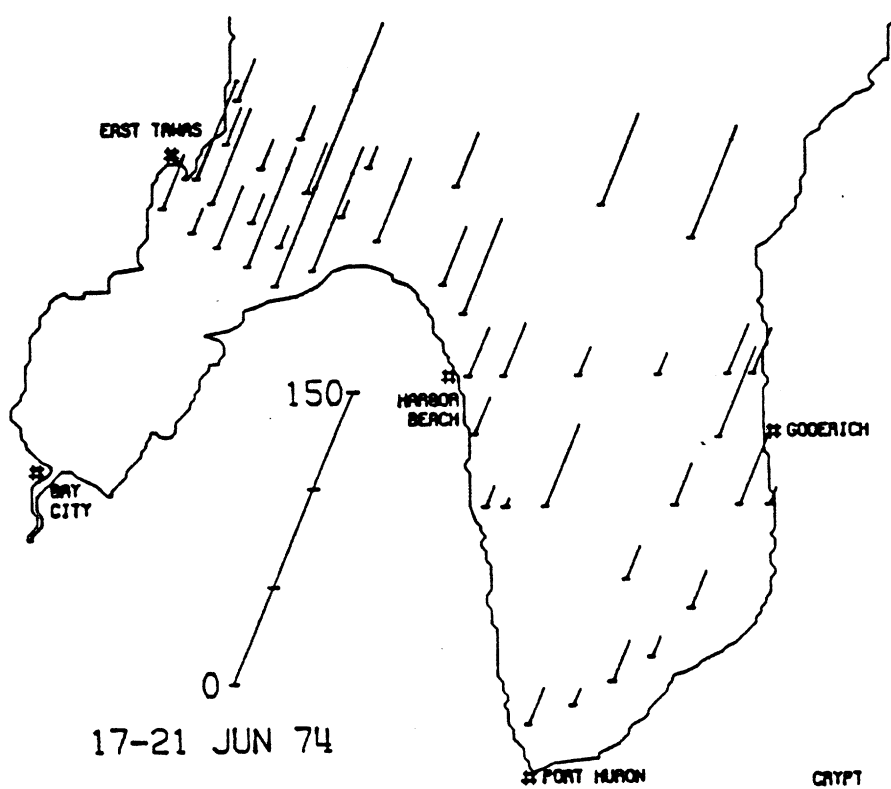 EAST TAWAS
150
HARBOR
BEACH
GODERICH
BAY
CITY
0
17-21 JUN 74
PORT HURON
CRYPT